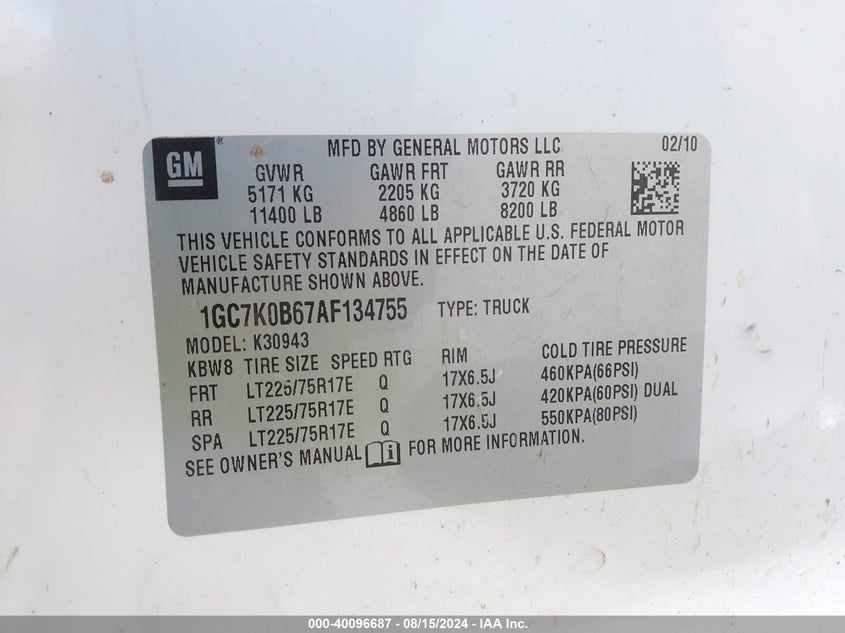 GM
®
MFD BY GENERAL MOTORS LLC 02/10
GVWR GAWR FRT GAWR RR
5171 KG 2205 KG 3720 KG
11400 LB 4860 LB 8200 LB
THIS VEHICLE CONFORMS TO ALL APPLICABLE U.S. FEDERAL MOTOR
VEHICLE SAFETY STANDARDS IN EFFECT ON THE DATE OF
MANUFACTURE SHOWN ABOVE.
1GC7K0B67AF134755 TYPE: TRUCK
MODEL: K30943
KBW8 TIRE SIZE SPEED RTG RIM COLD TIRE PRESSURE
FRT LT225/75R17E Q 17X6.5J 460KPA(66PSI)
RR LT225/75R17E Q 17X6.5J 420KPA(60PSI) DUAL
SPA LT225/75R17E Q 17X6.5J 550KPA(80PSI)
SEE OWNER'S MANUAL FOR MORE INFORMATION.
000-40096687 - 08/15/2024 - IAA Inc.